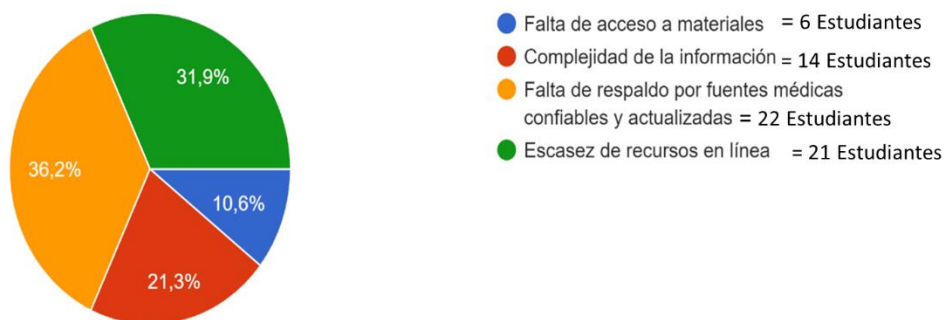 Falta de acceso a materiales = 6 Estudiantes
Complejidad de la información = 14 Estudiantes
Falta de respaldo por fuentes médicas
confiables y actualizadas = 22 Estudiantes
Escasez de recursos en línea = 21 Estudiantes
31,9%
36,2%
10,6%
21,3%